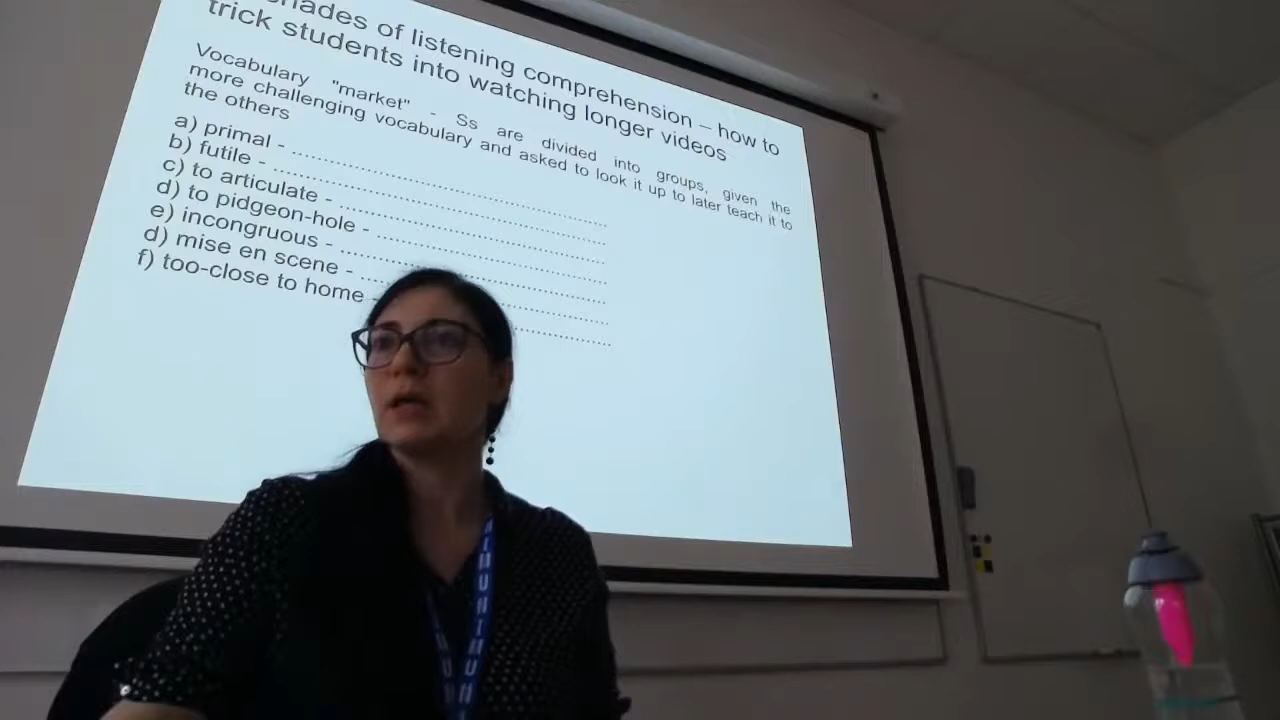 hades of listening comprehension – how to
trick students into watching longer videos
Vocabulary "market" - Ss are divided into groups, given the
more challenging vocabulary and asked to look it up to later teach it to
the others
a) primal - ....................................................
b) futile - ....................................................
c) to articulate - ....................................................
d) to pidgeon-hole - ....................................................
e) incongruous - ....................................................
d) mise en scene - ....................................................
f) too-close to home - ....................................................
MUNI MUNI